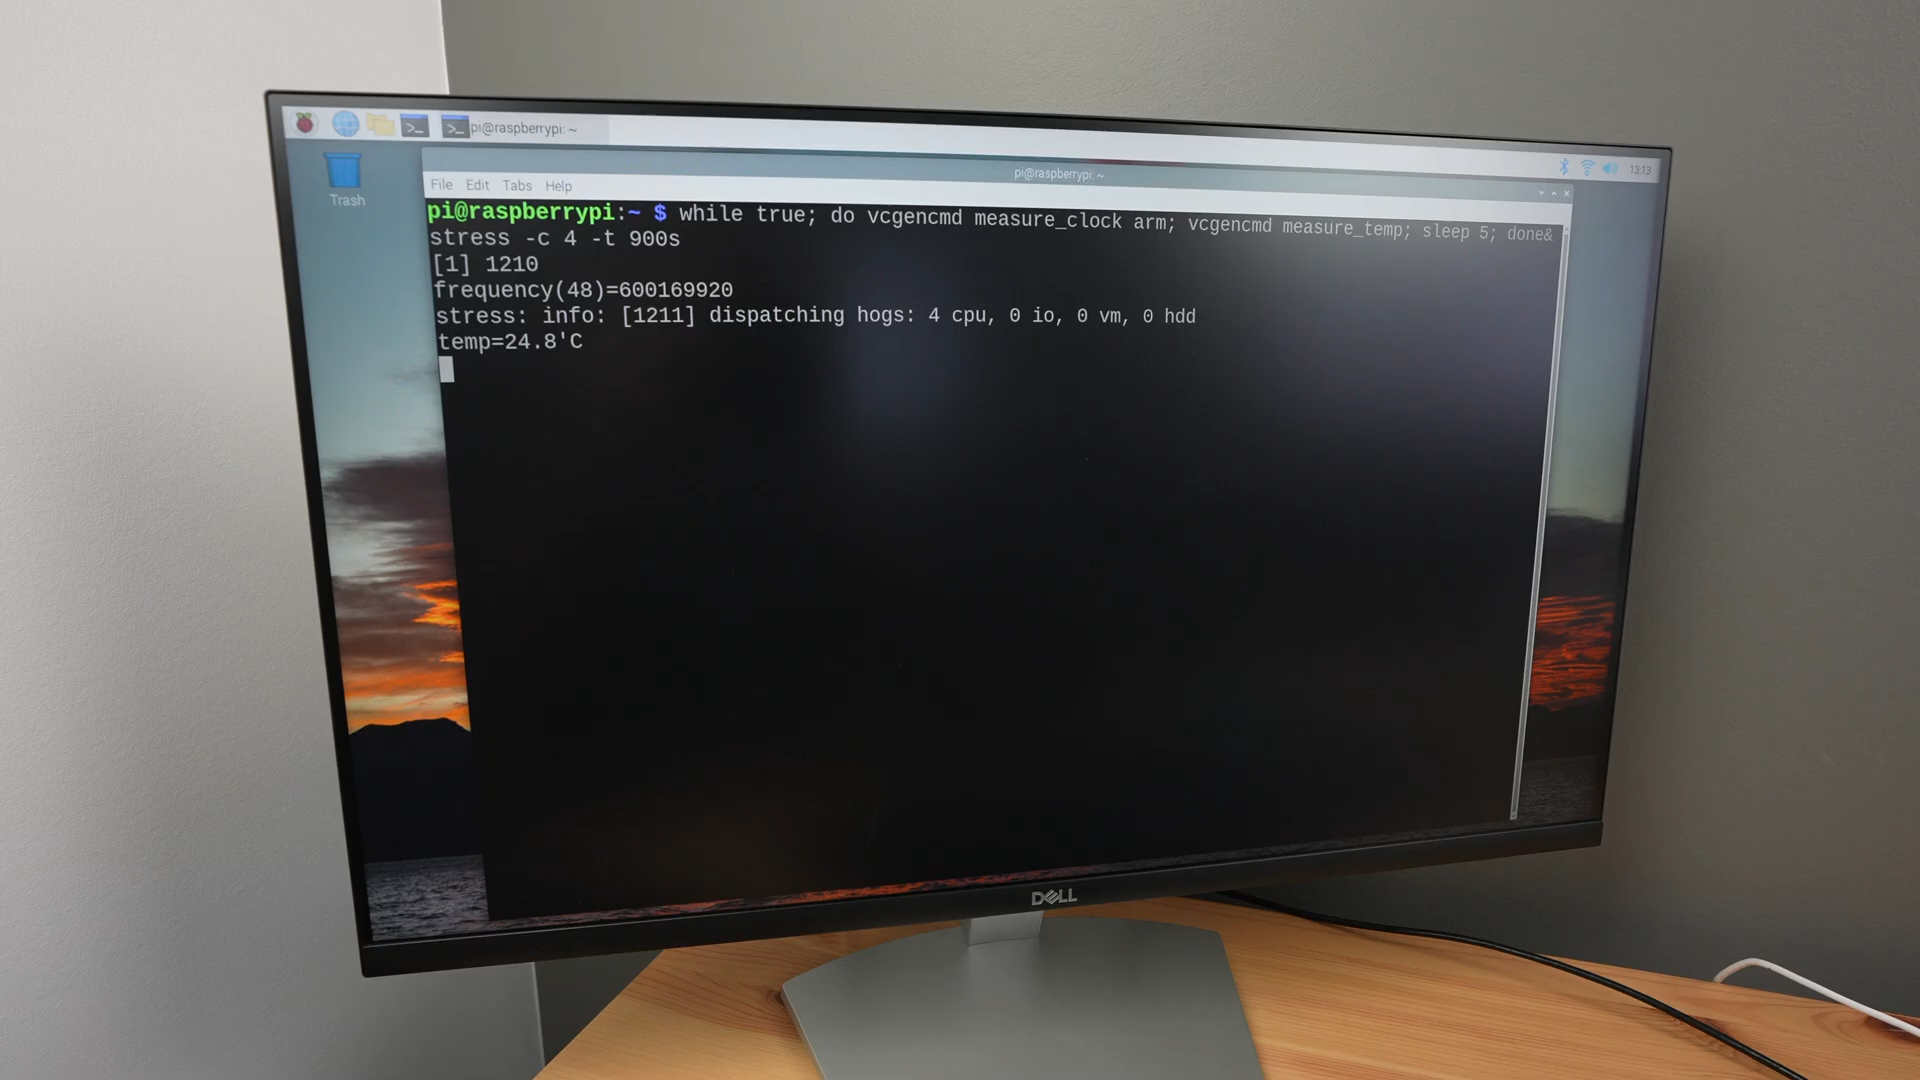 pi@raspberrypi: ~
13:13
Trash
pi@raspberrypi: ~
File Edit Tabs Help
pi@raspberrypi:~ $ while true; do vcgencmd measure_clock arm; vcgencmd measure_temp; sleep 5; done&
stress -c 4 -t 900s
[1] 1210
frequency(48)=600169920
stress: info: [1211] dispatching hogs: 4 cpu, 0 io, 0 vm, 0 hdd
temp=24.8'C
DELL